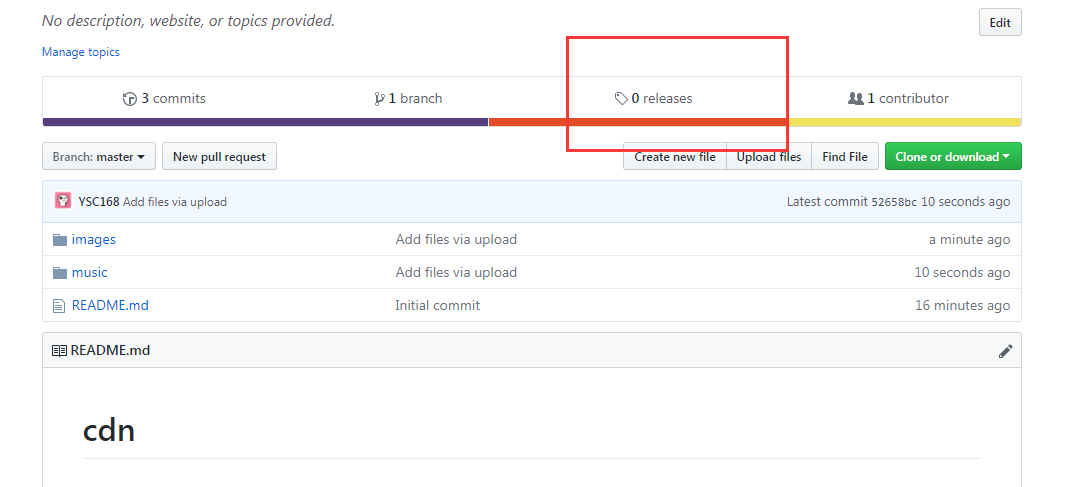 No description, website, or topics provided.
Edit
Manage topics
3 commits
1 branch
0 releases
1 contributor
Branch: master
New pull request
Create new file
Upload files
Find File
Clone or download
YSC168 Add files via upload
Latest commit 52658bc 10 seconds ago
images
Add files via upload
a minute ago
music
Add files via upload
10 seconds ago
README.md
Initial commit
16 minutes ago
README.md
cdn